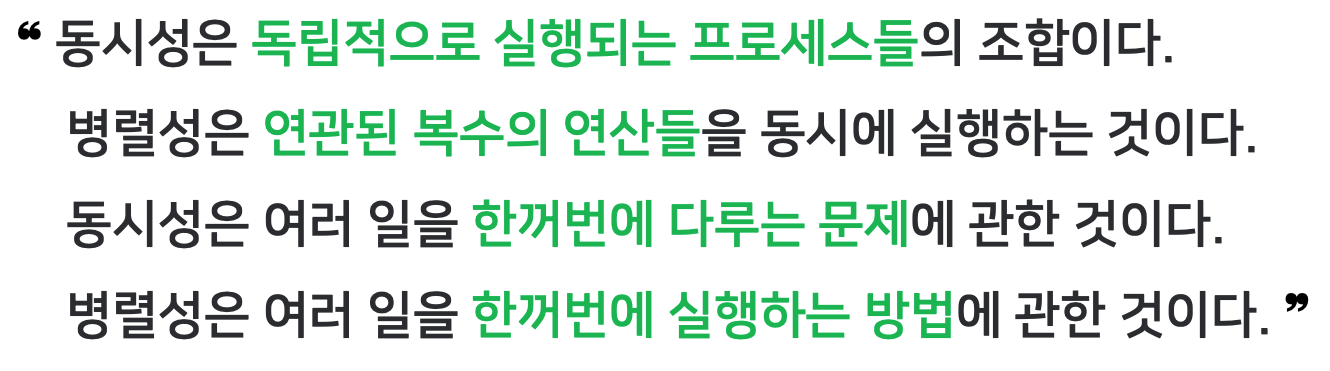 ❝ 동시성은 독립적으로 실행되는 프로세스들의 조합이다.
병렬성은 연관된 복수의 연산들을 동시에 실행하는 것이다.
동시성은 여러 일을 한꺼번에 다루는 문제에 관한 것이다.
병렬성은 여러 일을 한꺼번에 실행하는 방법에 관한 것이다. ❞